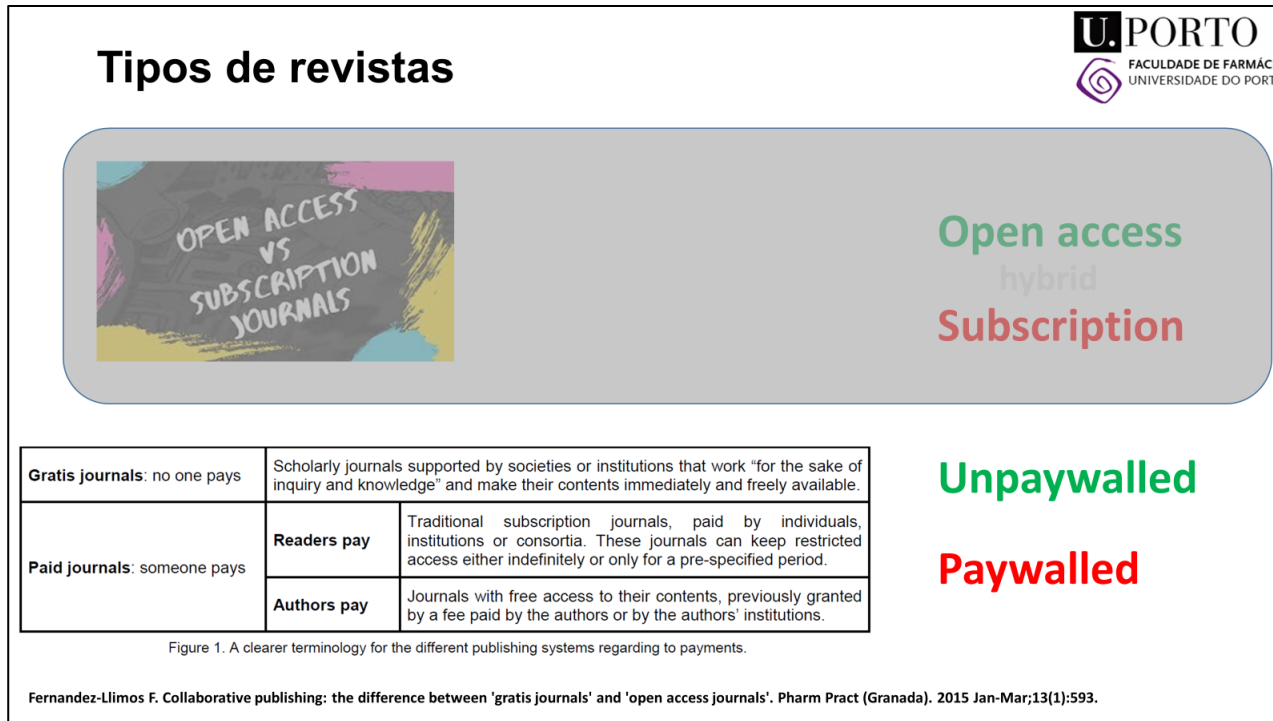 U. PORTO
FACULDADE DE FARMÁC
UNIVERSIDADE DO PORT
Tipos de revistas
OPEN ACCESS
VS
SUBSCRIPTION
JOURNALS
Open access
hybrid
Subscription
Gratis journals: no one pays
Scholarly journals supported by societies or institutions that work “for the sake of
inquiry and knowledge” and make their contents immediately and freely available.
Paid journals: someone pays
Readers pay
Traditional subscription journals, paid by individuals,
institutions or consortia. These journals can keep restricted
access either indefinitely or only for a pre-specified period.
Authors pay
Journals with free access to their contents, previously granted
by a fee paid by the authors or by the authors’ institutions.
Unpaywalled
Paywalled
Figure 1. A clearer terminology for the different publishing systems regarding to payments.
Fernandez-Llimos F. Collaborative publishing: the difference between 'gratis journals' and 'open access journals'. Pharm Pract (Granada). 2015 Jan-Mar;13(1):593.